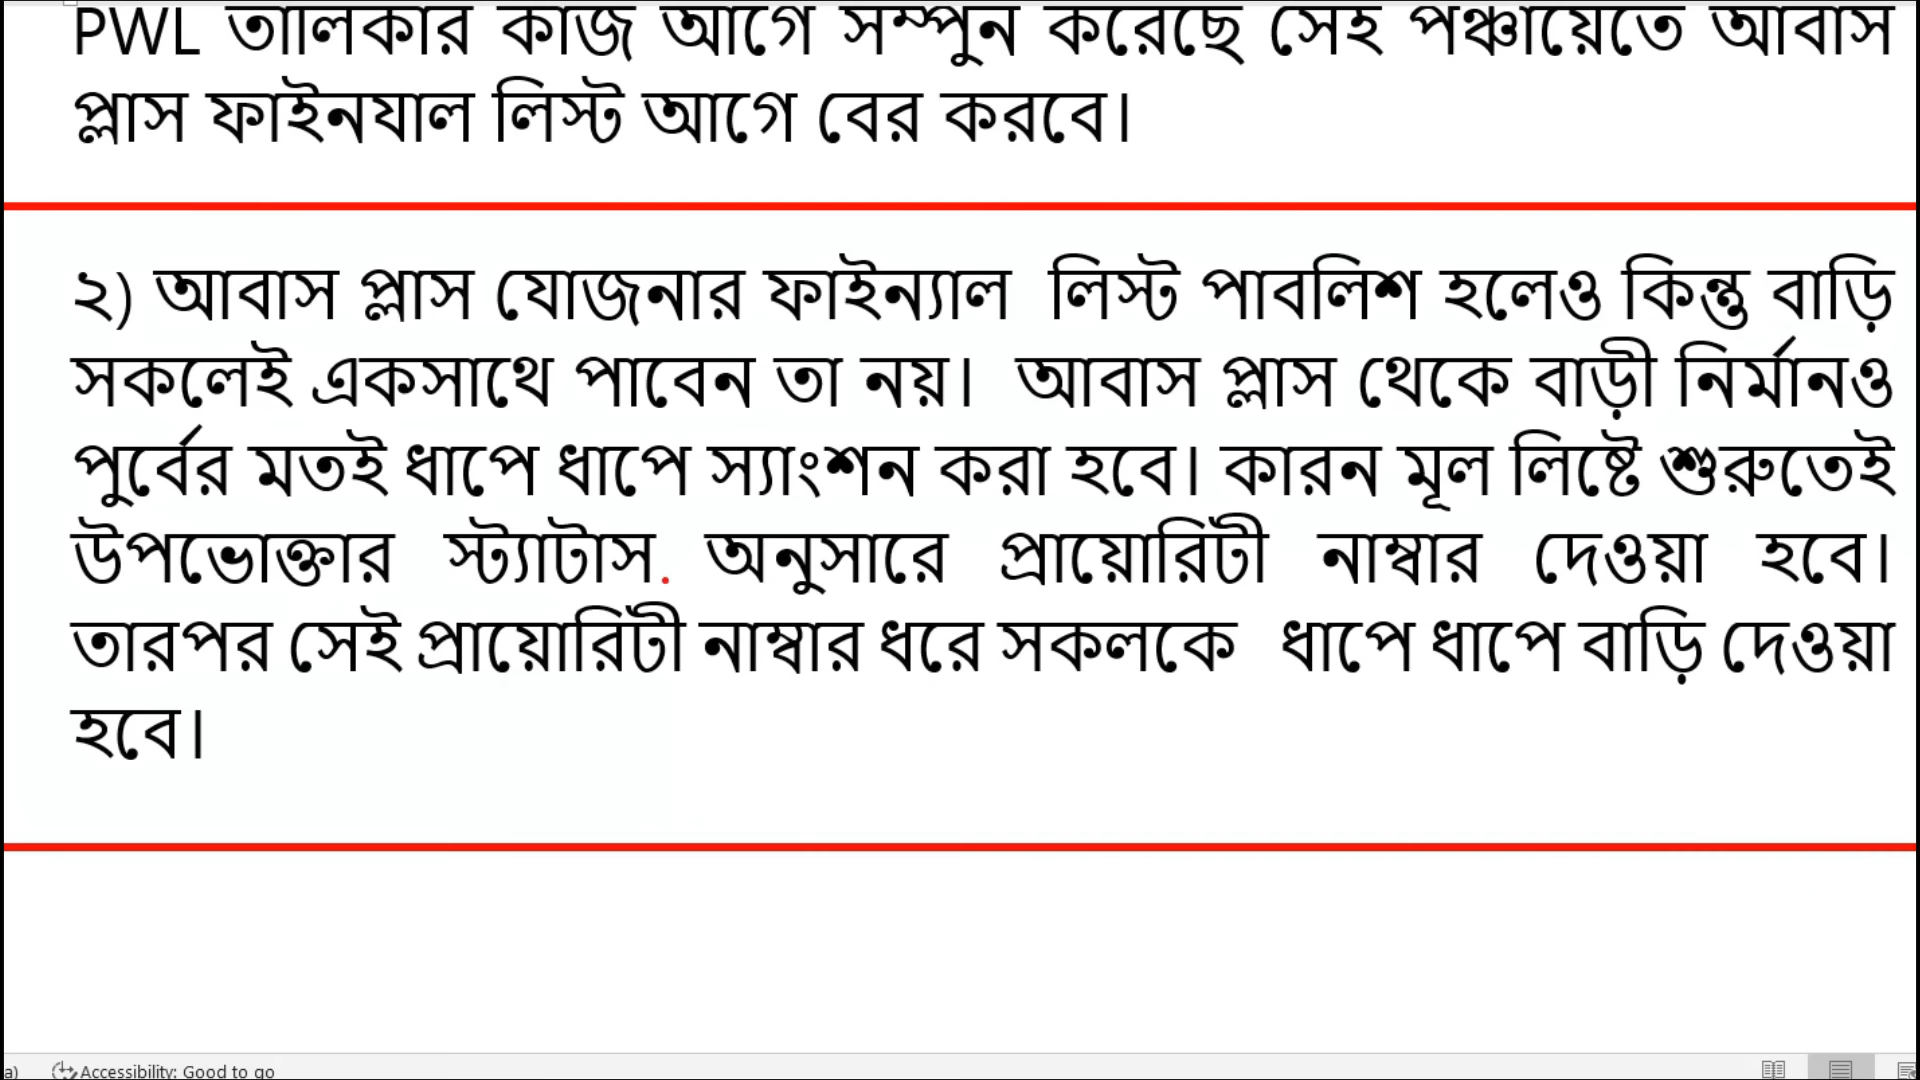 PWL তালিকার কাজ আগে সম্পুন করেছে সেই পঞ্চায়েতে আবাস
প্লাস ফাইনযাল লিস্ট আগে বের করবে।
২) আবাস প্লাস যোজনার ফাইন্যাল লিস্ট পাবলিশ হলেও কিন্তু বাড়ি
সকলেই একসাথে পাবেন তা নয়। আবাস প্লাস থেকে বাড়ী নির্মানও
পুর্বের মতই ধাপে ধাপে স্যাংশন করা হবে। কারন মূল লিষ্টে শুরুতেই
উপভোক্তার স্ট্যাটাস. অনুসারে প্রায়োরিটী নাম্বার দেওয়া হবে।
তারপর সেই প্রায়োরিটী নাম্বার ধরে সকলকে ধাপে ধাপে বাড়ি দেওয়া
হবে।
a) Accessibility: Good to go